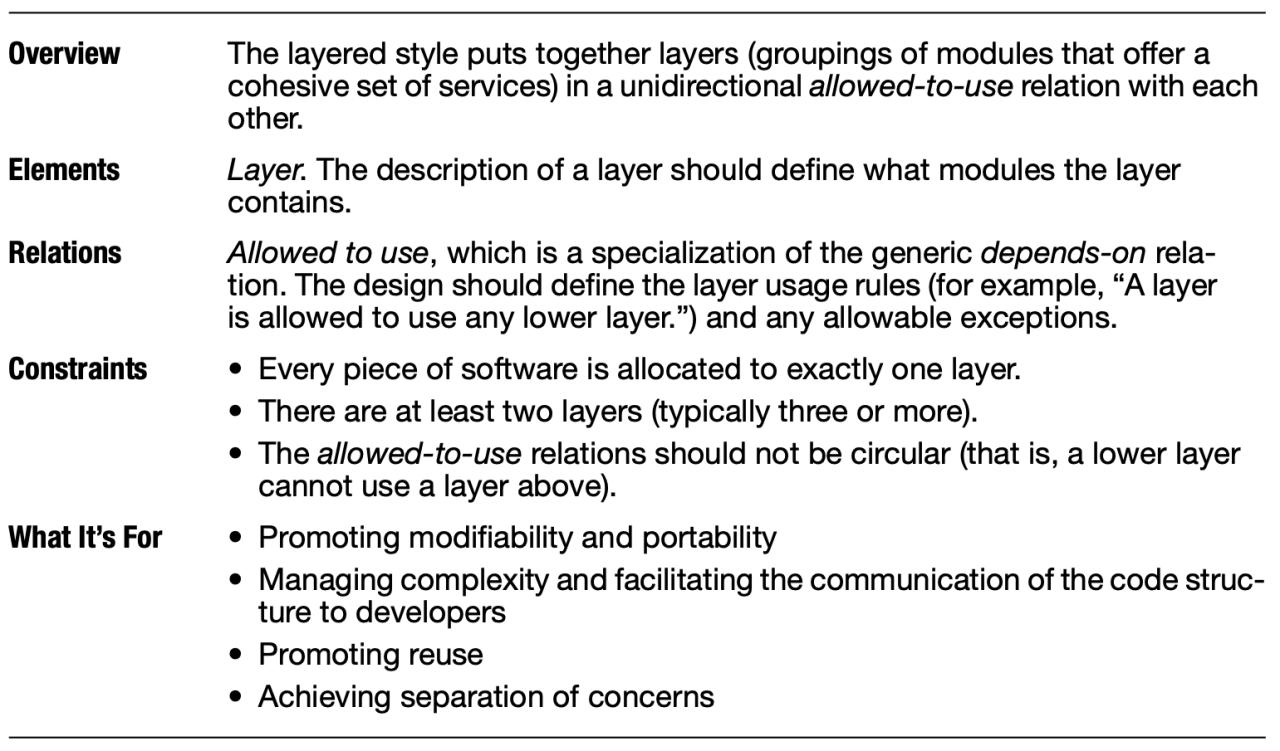 Overview The layered style puts together layers (groupings of modules that offer a
cohesive set of services) in a unidirectional allowed-to-use relation with each
other.
Elements Layer. The description of a layer should define what modules the layer
contains.
Relations Allowed to use, which is a specialization of the generic depends-on rela-
tion. The design should define the layer usage rules (for example, “A layer
is allowed to use any lower layer.”) and any allowable exceptions.
Constraints • Every piece of software is allocated to exactly one layer.
• There are at least two layers (typically three or more).
• The allowed-to-use relations should not be circular (that is, a lower layer
cannot use a layer above).
What It’s For • Promoting modifiability and portability
• Managing complexity and facilitating the communication of the code struc-
ture to developers
• Promoting reuse
• Achieving separation of concerns